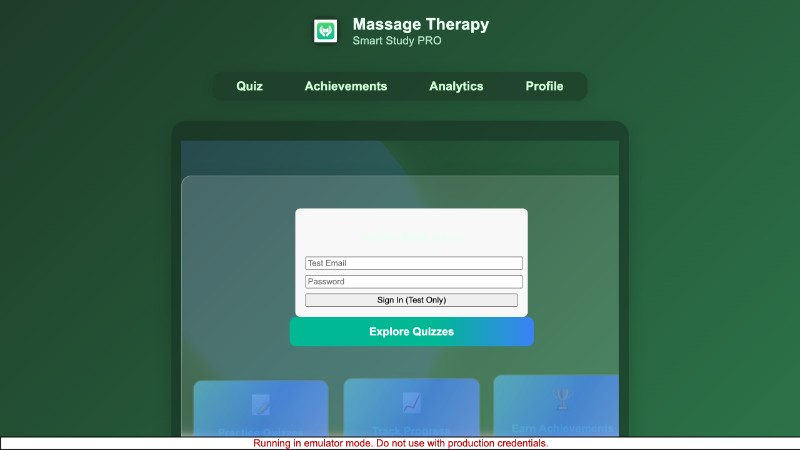 Massage Therapy
Smart Study PRO
Quiz
Achievements
Analytics
Profile
Test Email
Password
Sign In (Test Only)
Explore Quizzes
Practice Quizzes
Track Progress
Earn Achievements
Running in emulator mode. Do not use with production credentials.